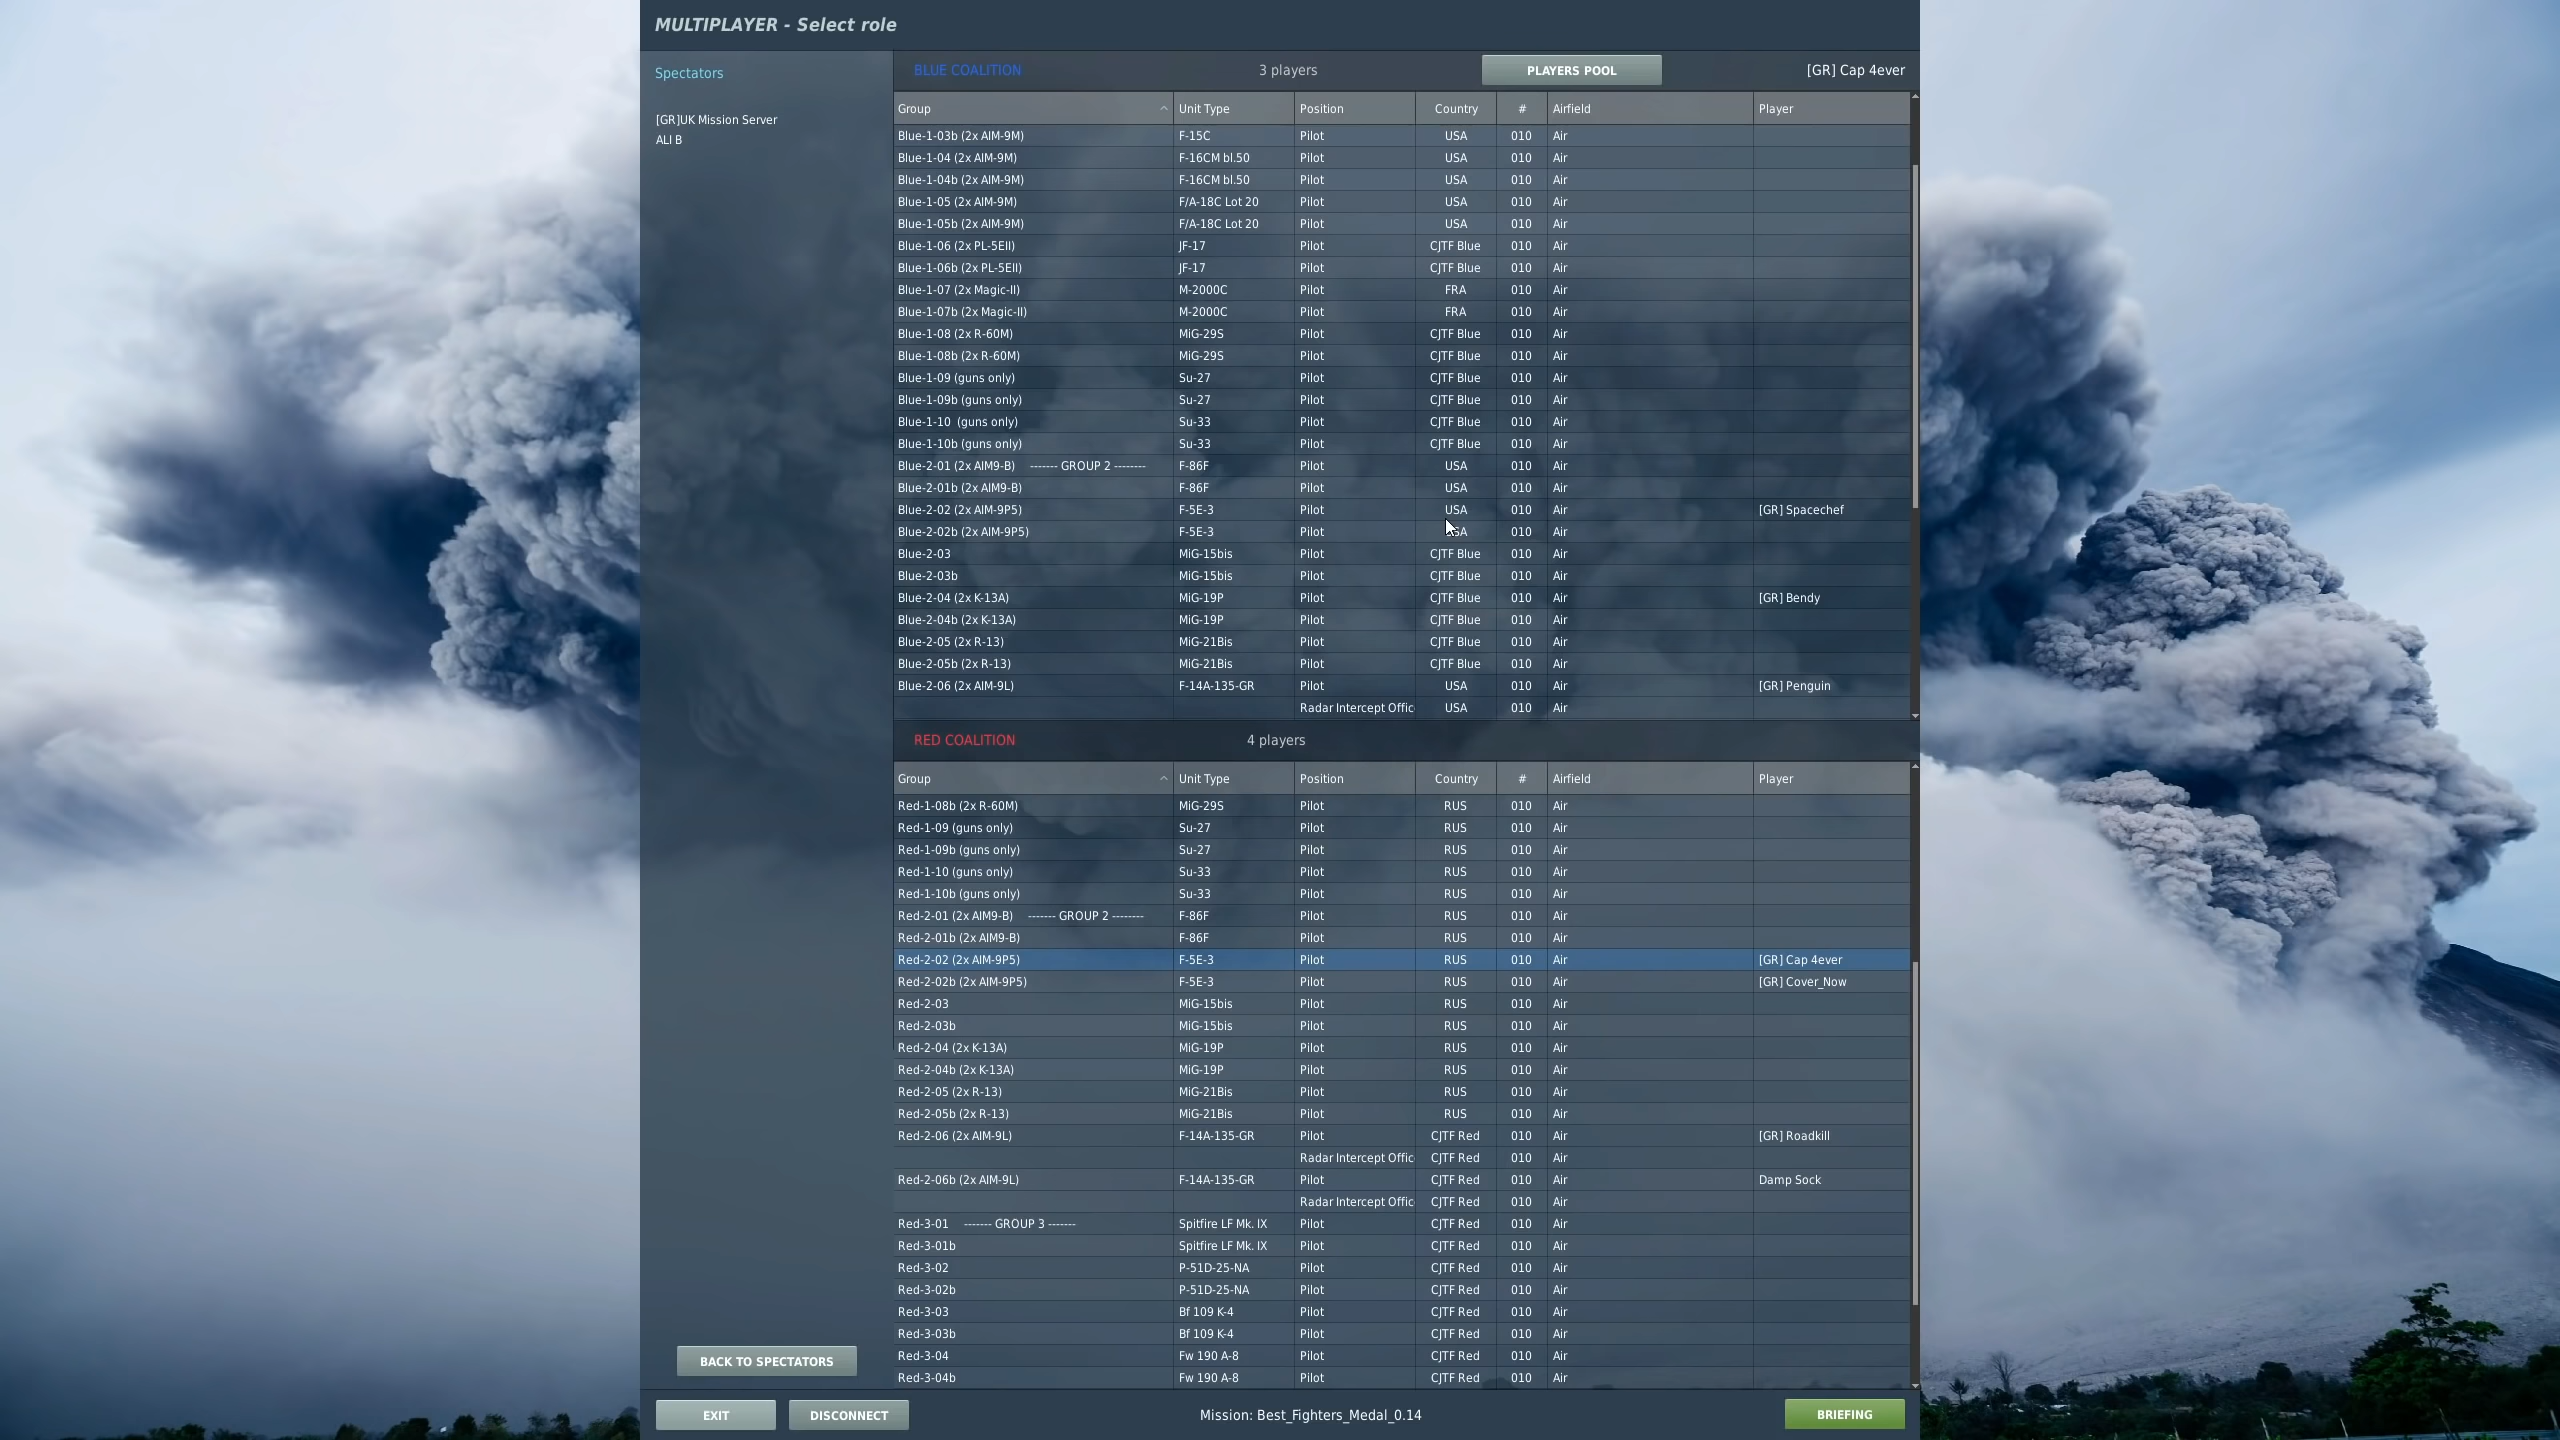 MULTIPLAYER - Select role
Spectators
[GR]UK Mission Server
ALI B
BLUE COALITION 3 players PLAYERS POOL [GR] Cap 4ever
Group Unit Type Position Country # Airfield Player
Blue-1-03b (2x AIM-9M) F-15C Pilot USA 010 Air
Blue-1-04 (2x AIM-9M) F-16CM bl.50 Pilot USA 010 Air
Blue-1-04b (2x AIM-9M) F-16CM bl.50 Pilot USA 010 Air
Blue-1-05 (2x AIM-9M) F/A-18C Lot 20 Pilot USA 010 Air
Blue-1-05b (2x AIM-9M) F/A-18C Lot 20 Pilot USA 010 Air
Blue-1-06 (2x PL-5EII) JF-17 Pilot CJTF Blue 010 Air
Blue-1-06b (2x PL-5EII) JF-17 Pilot CJTF Blue 010 Air
Blue-1-07 (2x Magic-II) M-2000C Pilot FRA 010 Air
Blue-1-07b (2x Magic-II) M-2000C Pilot FRA 010 Air
Blue-1-08 (2x R-60M) MiG-29S Pilot CJTF Blue 010 Air
Blue-1-08b (2x R-60M) MiG-29S Pilot CJTF Blue 010 Air
Blue-1-09 (guns only) Su-27 Pilot CJTF Blue 010 Air
Blue-1-09b (guns only) Su-27 Pilot CJTF Blue 010 Air
Blue-1-10 (guns only) Su-33 Pilot CJTF Blue 010 Air
Blue-1-10b (guns only) Su-33 Pilot CJTF Blue 010 Air
Blue-2-01 (2x AIM9-B) ------- GROUP 2 -------- F-86F Pilot USA 010 Air
Blue-2-01b (2x AIM9-B) F-86F Pilot USA 010 Air
Blue-2-02 (2x AIM-9P5) F-5E-3 Pilot USA 010 Air [GR] Spacechef
Blue-2-02b (2x AIM-9P5) F-5E-3 Pilot 010 Air
Blue-2-03 MiG-15bis Pilot CJTF Blue 010 Air
Blue-2-03b MiG-15bis Pilot CJTF Blue 010 Air
Blue-2-04 (2x K-13A) MiG-19P Pilot CJTF Blue 010 Air [GR] Bendy
Blue-2-04b (2x K-13A) MiG-19P Pilot CJTF Blue 010 Air
Blue-2-05 (2x R-13) MiG-21Bis Pilot CJTF Blue 010 Air
Blue-2-05b (2x R-13) MiG-21Bis Pilot CJTF Blue 010 Air
Blue-2-06 (2x AIM-9L) F-14A-135-GR Pilot USA 010 Air [GR] Penguin
Radar Intercept Offic USA 010 Air
RED COALITION 4 players
Group Unit Type Position Country # Airfield Player
Red-1-08b (2x R-60M) MiG-29S Pilot RUS 010 Air
Red-1-09 (guns only) Su-27 Pilot RUS 010 Air
Red-1-09b (guns only) Su-27 Pilot RUS 010 Air
Red-1-10 (guns only) Su-33 Pilot RUS 010 Air
Red-1-10b (guns only) Su-33 Pilot RUS 010 Air
Red-2-01 (2x AIM9-B) ------- GROUP 2 -------- F-86F Pilot RUS 010 Air
Red-2-01b (2x AIM9-B) F-86F Pilot RUS 010 Air
Red-2-02 (2x AIM-9P5) F-5E-3 Pilot RUS 010 Air [GR] Cap 4ever
Red-2-02b (2x AIM-9P5) F-5E-3 Pilot RUS 010 Air [GR] Cover_Now
Red-2-03 MiG-15bis Pilot RUS 010 Air
Red-2-03b MiG-15bis Pilot RUS 010 Air
Red-2-04 (2x K-13A) MiG-19P Pilot RUS 010 Air
Red-2-04b (2x K-13A) MiG-19P Pilot RUS 010 Air
Red-2-05 (2x R-13) MiG-21Bis Pilot RUS 010 Air
Red-2-05b (2x R-13) MiG-21Bis Pilot RUS 010 Air
Red-2-06 (2x AIM-9L) F-14A-135-GR Pilot CJTF Red 010 Air [GR] Roadkill
Radar Intercept Offic CJTF Red 010 Air
Red-2-06b (2x AIM-9L) F-14A-135-GR Pilot CJTF Red 010 Air Damp Sock
Radar Intercept Offic CJTF Red 010 Air
Red-3-01 ------- GROUP 3 ------- Spitfire LF Mk. IX Pilot CJTF Red 010 Air
Red-3-01b Spitfire LF Mk. IX Pilot CJTF Red 010 Air
Red-3-02 P-51D-25-NA Pilot CJTF Red 010 Air
Red-3-02b P-51D-25-NA Pilot CJTF Red 010 Air
Red-3-03 Bf 109 K-4 Pilot CJTF Red 010 Air
Red-3-03b Bf 109 K-4 Pilot CJTF Red 010 Air
Red-3-04 Fw 190 A-8 Pilot CJTF Red 010 Air
Red-3-04b Fw 190 A-8 Pilot CJTF Red 010 Air
BACK TO SPECTATORS
EXIT DISCONNECT Mission: Best_Fighters_Medal_0.14 BRIEFING